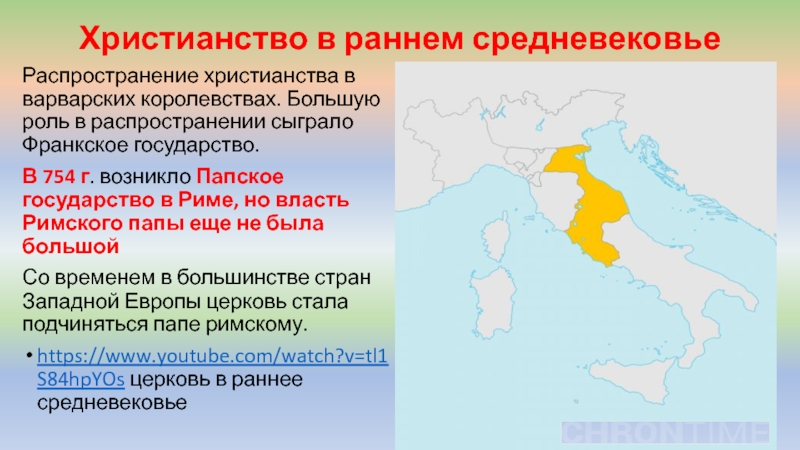 Христианство в раннем средневековье
Распространение христианства в
варварских королевствах. Большую
роль в распространении сыграло
Франкское государство.
В 754 г. возникло Папское
государство в Риме, но власть
Римского папы еще не была
большой
Со временем в большинстве стран
Западной Европы церковь стала
подчиняться папе римскому.
• https://www.youtube.com/watch?v=tl1
S84hpYOs церковь в раннее
средневековье
CHRONTIME